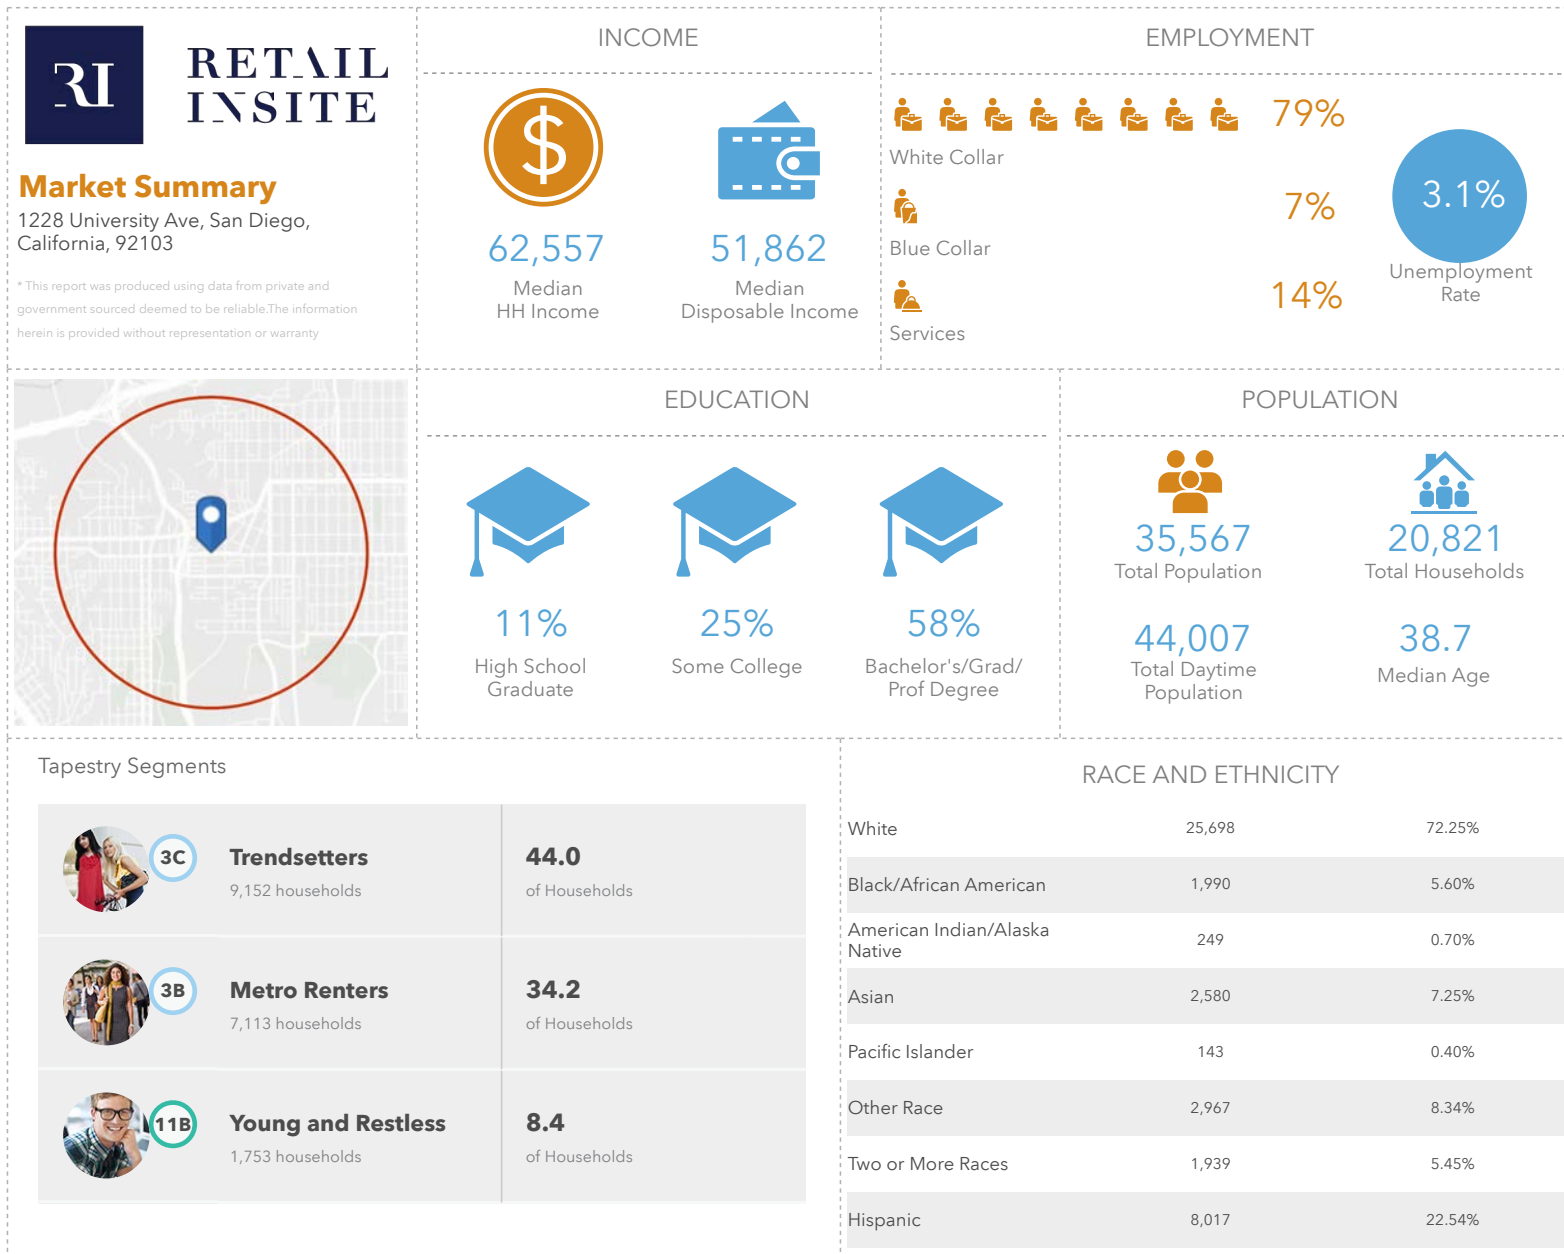 RI
RETAIL
INSITE
Market Summary
1228 University Ave, San Diego,
California, 92103
* This report was produced using data from private and
government sourced deemed to be reliable.The information
herein is provided without representation or warranty
INCOME
$
62,557
Median
HH Income
51,862
Median
Disposable Income
EMPLOYMENT
79%
White Collar
7%
Blue Collar
14%
Services
3.1%
Unemployment
Rate
EDUCATION
11%
High School
Graduate
25%
Some College
58%
Bachelor's/Grad/
Prof Degree
POPULATION
35,567
Total Population
20,821
Total Households
44,007
Total Daytime
Population
38.7
Median Age
Tapestry Segments
3C
Trendsetters
9,152 households
44.0
of Households
3B
Metro Renters
7,113 households
34.2
of Households
11B
Young and Restless
1,753 households
8.4
of Households
RACE AND ETHNICITY
White 25,698 72.25%
Black/African American 1,990 5.60%
American Indian/Alaska
Native 249 0.70%
Asian 2,580 7.25%
Pacific Islander 143 0.40%
Other Race 2,967 8.34%
Two or More Races 1,939 5.45%
Hispanic 8,017 22.54%